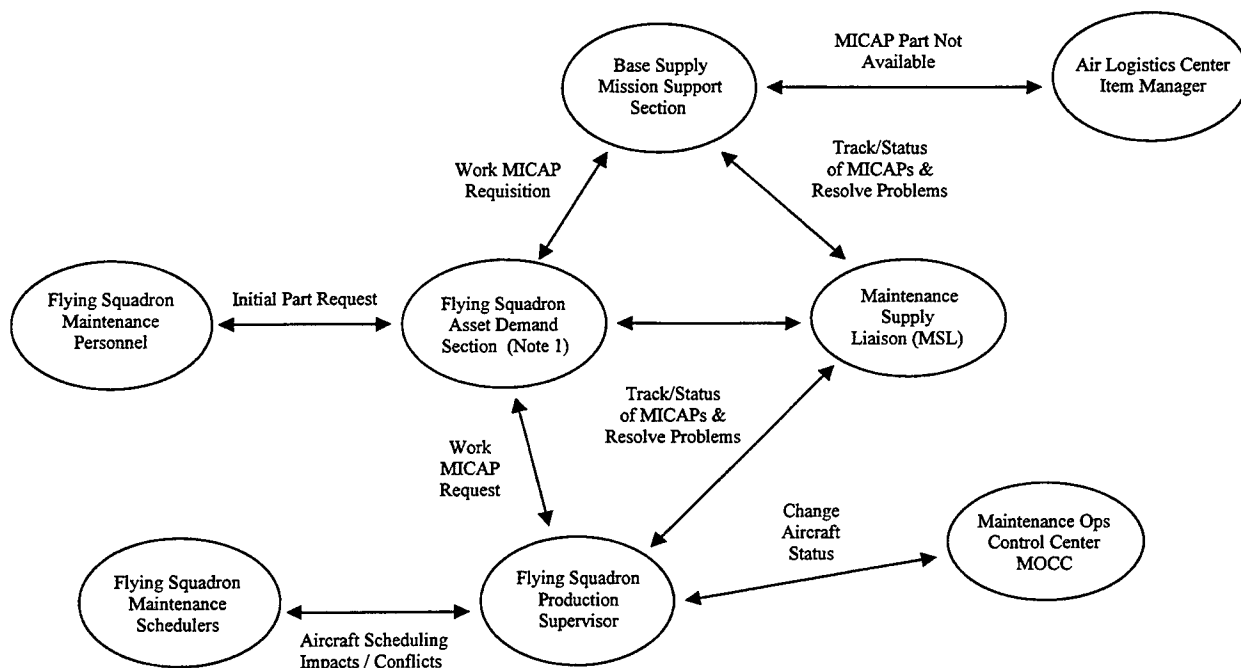 MICAP Part Not
Available
Base Supply
Mission Support
Section
Air Logistics Center
Item Manager
Work MICAP
Requisition
Track/Status
of MICAPs &
Resolve Problems
Flying Squadron
Maintenance
Personnel
Initial Part Request
Flying Squadron
Asset Demand
Section (Note 1)
Maintenance
Supply
Liaison (MSL)
Track/Status
of MICAPs &
Resolve Problems
Work
MICAP
Request
Change
Aircraft
Status
Maintenance Ops
Control Center
MOCC
Flying Squadron
Maintenance
Schedulers
Flying Squadron
Production
Supervisor
Aircraft Scheduling
Impacts / Conflicts